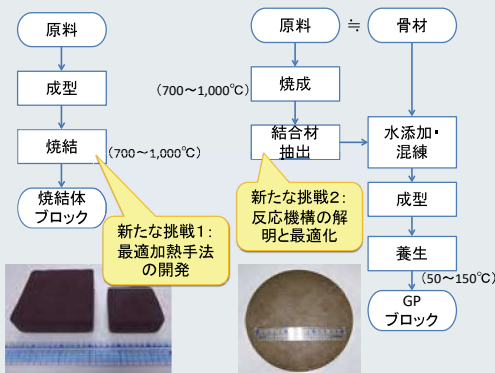 原料
成型
焼結
(700～1,000℃)
焼結体
ブロック
新たな挑戦1：
最適加熱手法
の開発
原料
≒
骨材
(700～1,000℃)
焼成
結合材
抽出
水添加・
混練
新たな挑戦2：
反応機構の解
明と最適化
成型
養生
(50～150℃)
GP
ブロック